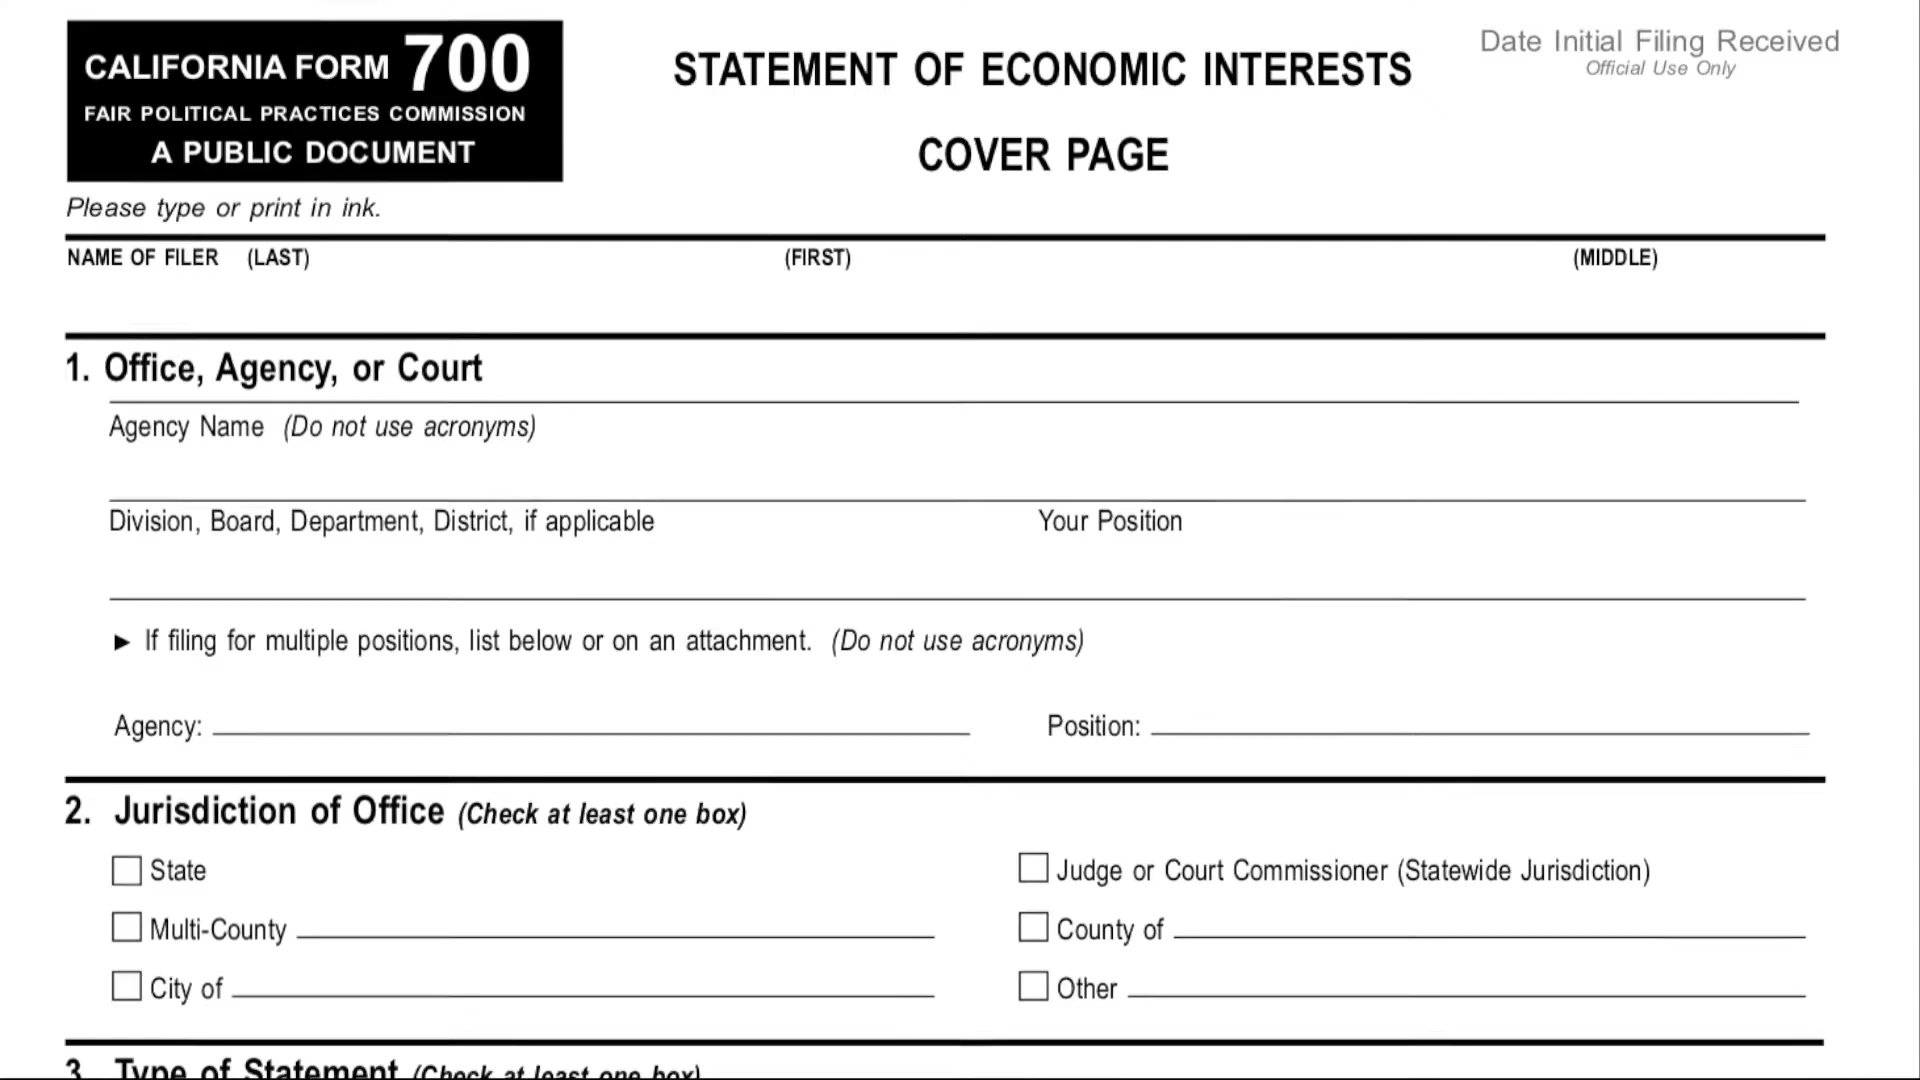 CALIFORNIA FORM 700
FAIR POLITICAL PRACTICES COMMISSION
A PUBLIC DOCUMENT
STATEMENT OF ECONOMIC INTERESTS
COVER PAGE
Date Initial Filing Received
Official Use Only
Please type or print in ink.
NAME OF FILER (LAST) (FIRST) (MIDDLE)
1. Office, Agency, or Court
Agency Name (Do not use acronyms)
Division, Board, Department, District, if applicable Your Position
► If filing for multiple positions, list below or on an attachment. (Do not use acronyms)
Agency: Position:
2. Jurisdiction of Office (Check at least one box)
State Judge or Court Commissioner (Statewide Jurisdiction)
Multi-County County of
City of Other
3. Type of Statement (Check at least one box)